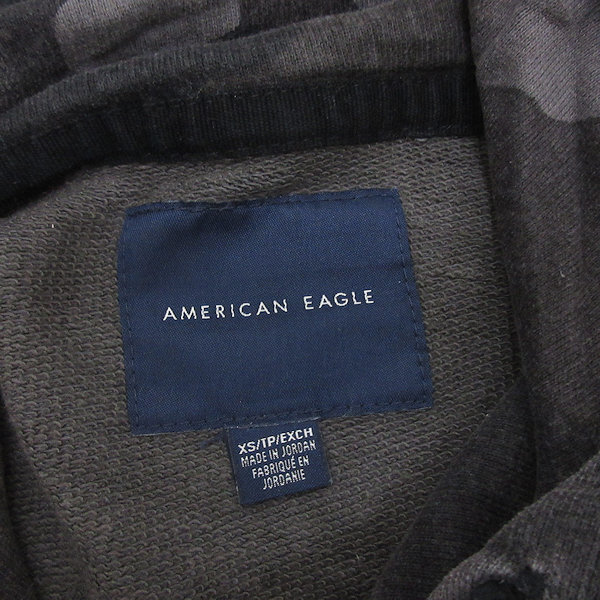 AMERICAN EAGLE
XS/TP/EXCH
MADE IN JORDAN
FABRIQUÉ EN
JORDANIE